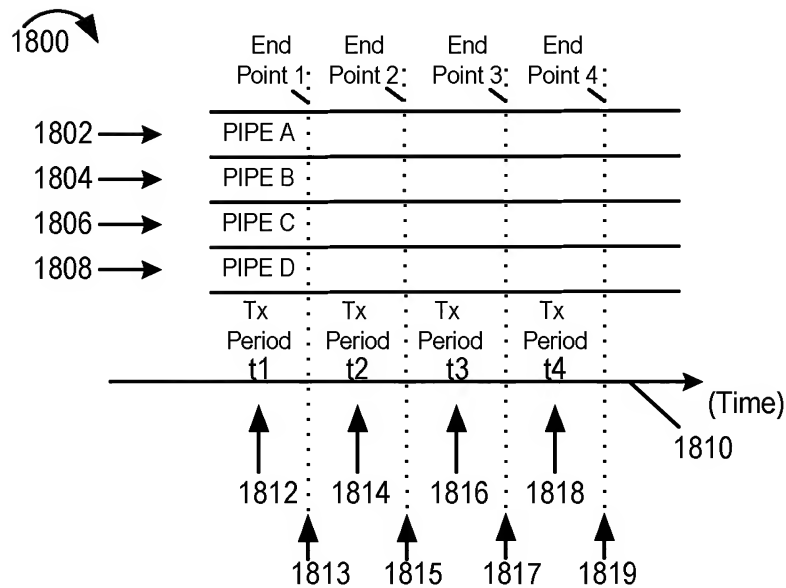 1800
End End End End
Point 1 Point 2 Point 3 Point 4
1802 PIPE A
1804 PIPE B
1806 PIPE C
1808 PIPE D
Tx Tx Tx Tx
Period Period Period Period
t1 t2 t3 t4
(Time)
1810
1812 1814 1816 1818
1813 1815 1817 1819